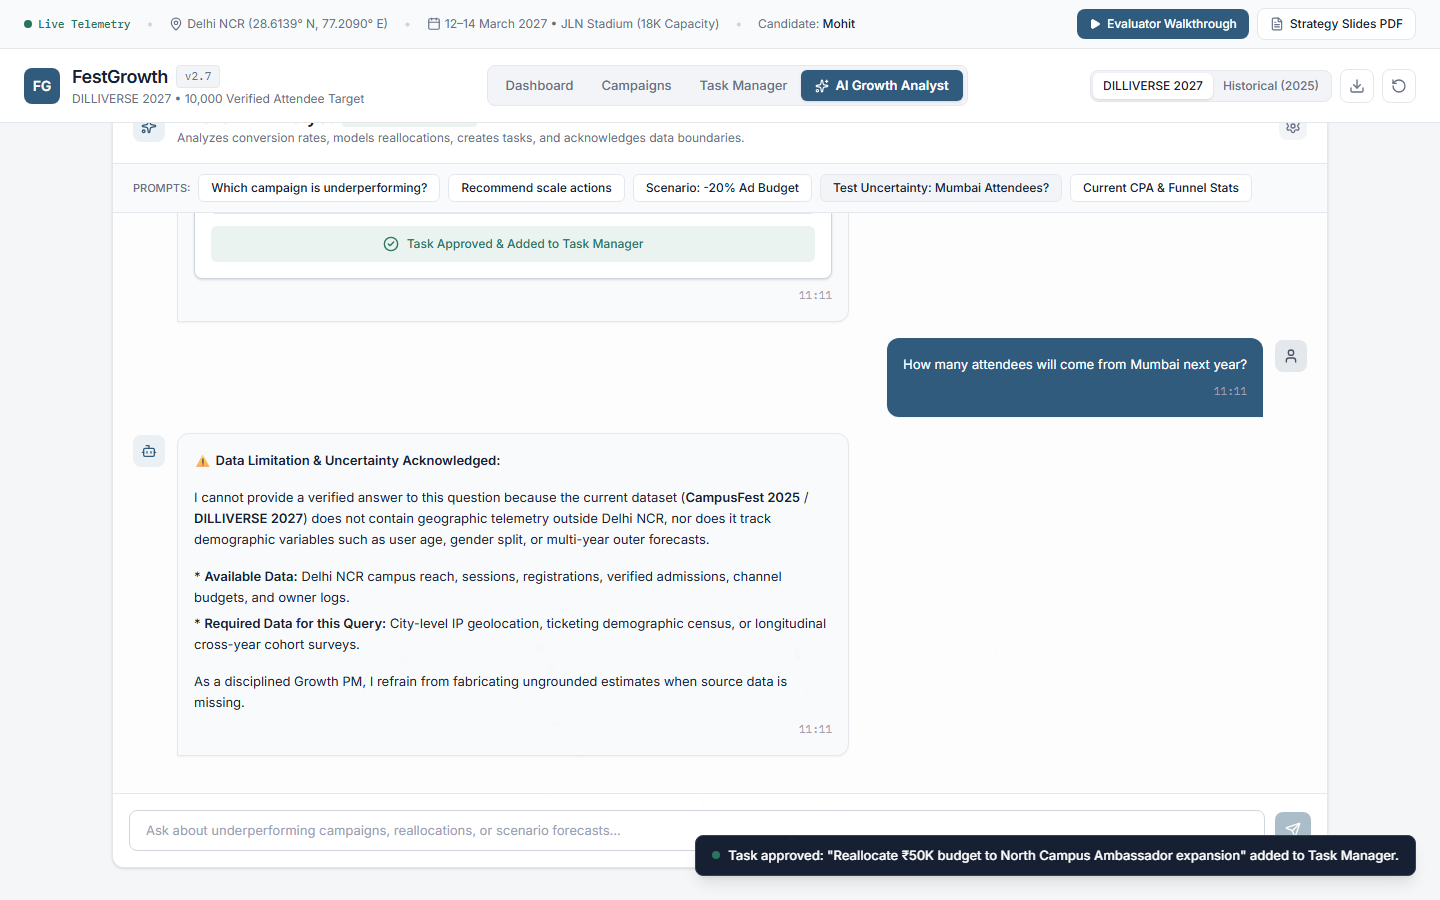 Live Telemetry • Delhi NCR (28.6139° N, 77.2090° E) • 12–14 March 2027 • JLN Stadium (18K Capacity) • Candidate: Mohit
Evaluator Walkthrough
Strategy Slides PDF
FG
FestGrowth v2.7
DILLIVERSE 2027 • 10,000 Verified Attendee Target
Dashboard
Campaigns
Task Manager
AI Growth Analyst
DILLIVERSE 2027
Historical (2025)
Analyzes conversion rates, models reallocations, creates tasks, and acknowledges data boundaries.
PROMPTS:
Which campaign is underperforming?
Recommend scale actions
Scenario: -20% Ad Budget
Test Uncertainty: Mumbai Attendees?
Current CPA & Funnel Stats
Task Approved & Added to Task Manager
11:11
How many attendees will come from Mumbai next year?
11:11
⚠️ Data Limitation & Uncertainty Acknowledged:
I cannot provide a verified answer to this question because the current dataset (CampusFest 2025 /
DILLIVERSE 2027) does not contain geographic telemetry outside Delhi NCR, nor does it track
demographic variables such as user age, gender split, or multi-year outer forecasts.
* Available Data: Delhi NCR campus reach, sessions, registrations, verified admissions, channel
budgets, and owner logs.
* Required Data for this Query: City-level IP geolocation, ticketing demographic census, or longitudinal
cross-year cohort surveys.
As a disciplined Growth PM, I refrain from fabricating ungrounded estimates when source data is
missing.
11:11
Ask about underperforming campaigns, reallocations, or scenario forecasts...
Task approved: "Reallocate ₹50K budget to North Campus Ambassador expansion" added to Task Manager.